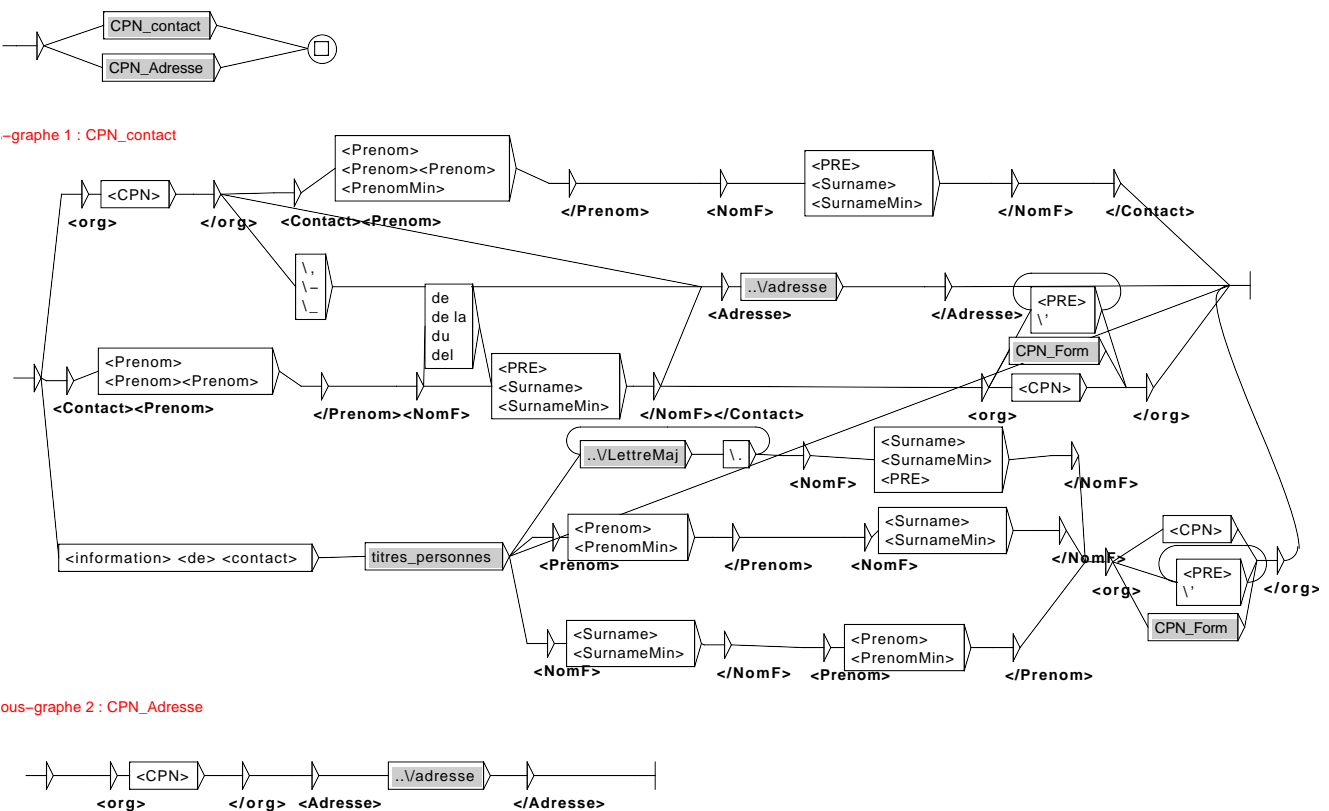 CPN_contact
CPN_Adresse
–graphe 1 : CPN_contact
<Prenom>
<Prenom><Prenom>
<PrenomMin>
<CPN>
<PRE>
<Surname>
<SurnameMin>
<org>
</org>
<Contact><Prenom>
</Prenom>
<NomF>
</NomF>
</Contact>
\,
\–
\_
de
de la
du
del
..\/adresse
<Adresse>
</Adresse>
<PRE>
\'
CPN_Form
<CPN>
<org>
</org>
<Prenom>
<Prenom><Prenom>
<Contact><Prenom>
</Prenom><NomF>
<PRE>
<Surname>
<SurnameMin>
</NomF></Contact>
..\/LettreMaj
\.
<NomF>
<Surname>
<SurnameMin>
<PRE>
</NomF>
<information> <de> <contact>
titres_personnes
<Prenom>
<PrenomMin>
<Prenom>
</Prenom>
<NomF>
<Surname>
<SurnameMin>
</NomF>
<org>
<CPN>
<PRE>
\'
CPN_Form
</org>
<Surname>
<SurnameMin>
<NomF>
</NomF>
<Prenom>
<Prenom>
<PrenomMin>
</Prenom>
ous–graphe 2 : CPN_Adresse
<CPN>
..\/adresse
<org>
</org>
<Adresse>
</Adresse>